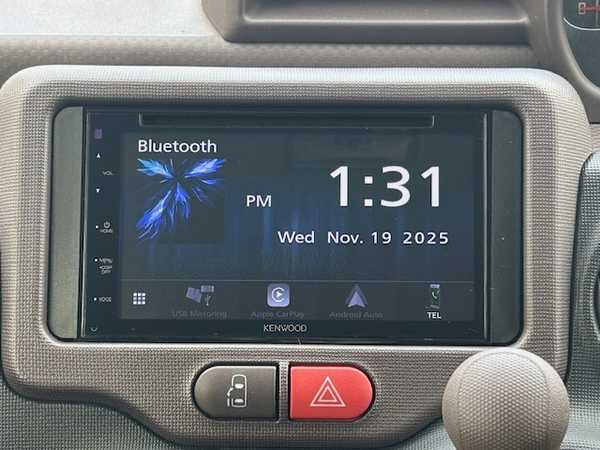 Bluetooth
VOL
PM
1:31
Wed Nov. 19 2025
HOME
MENU
DISP OFF
VOICE
USB Mirroring
Apple CarPlay
Android Auto
TEL
KENWOOD